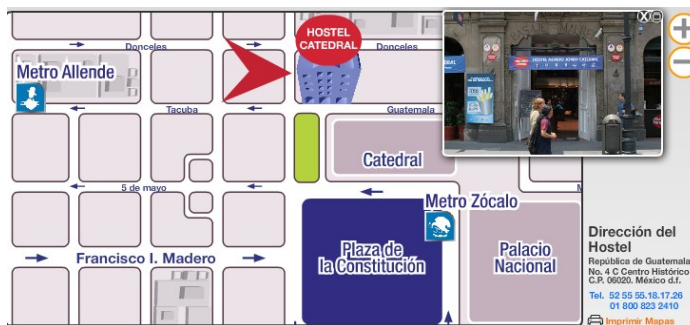 HOSTEL
CATEDRAL
Donceles
Donceles
Metro Allende
Tacuba
Guatemala
Catedral
5 de mayo
M
Metro Zócalo
Francisco I. Madero
Plaza de
la Constitución
Palacio
Nacional
Dirección del
Hostel
República de Guatemala
No. 4 C Centro Histórico
C.P. 06020. México d.f.
Tel. 52 55 55.18.17.26
01 800 823 2410
Imprimir Mapas